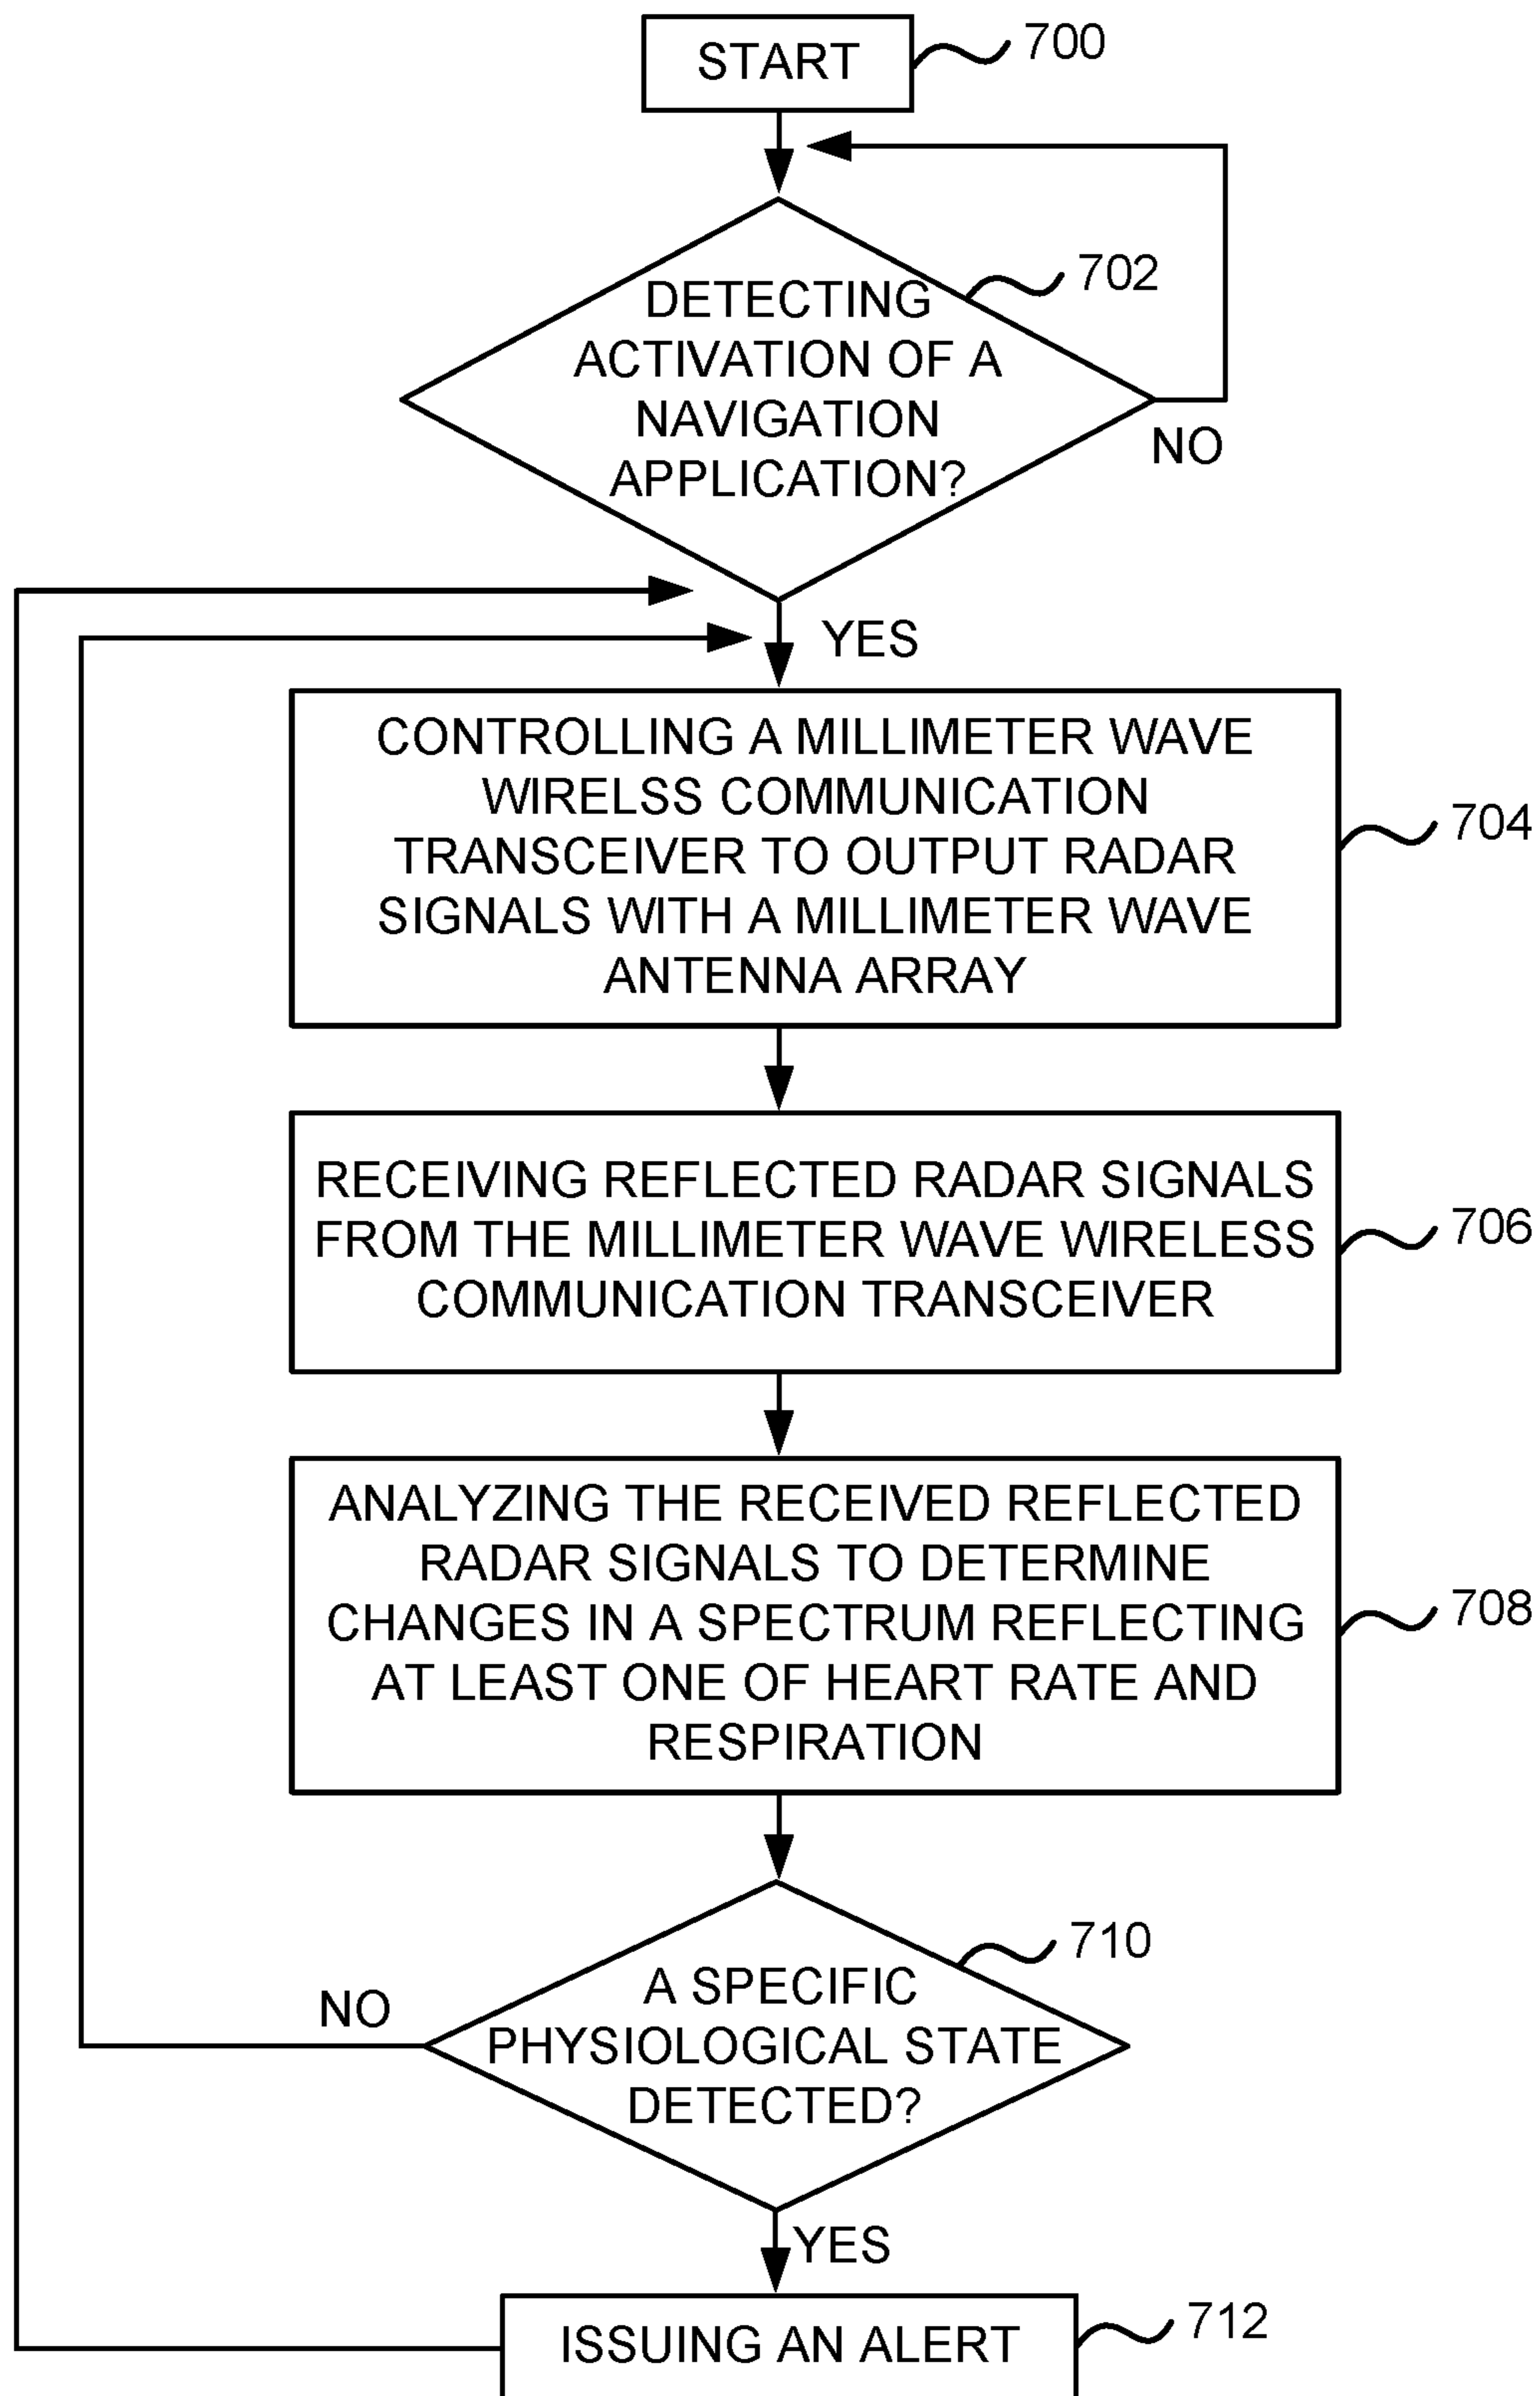 START
700
702
DETECTING
ACTIVATION OF A
NAVIGATION
APPLICATION?
NO
YES
CONTROLLING A MILLIMETER WAVE
WIRELSS COMMUNICATION
TRANSCEIVER TO OUTPUT RADAR
SIGNALS WITH A MILLIMETER WAVE
ANTENNA ARRAY
704
RECEIVING REFLECTED RADAR SIGNALS
FROM THE MILLIMETER WAVE WIRELESS
COMMUNICATION TRANSCEIVER
706
ANALYZING THE RECEIVED REFLECTED
RADAR SIGNALS TO DETERMINE
CHANGES IN A SPECTRUM REFLECTING
AT LEAST ONE OF HEART RATE AND
RESPIRATION
708
710
A SPECIFIC
PHYSIOLOGICAL STATE
DETECTED?
NO
YES
ISSUING AN ALERT
712